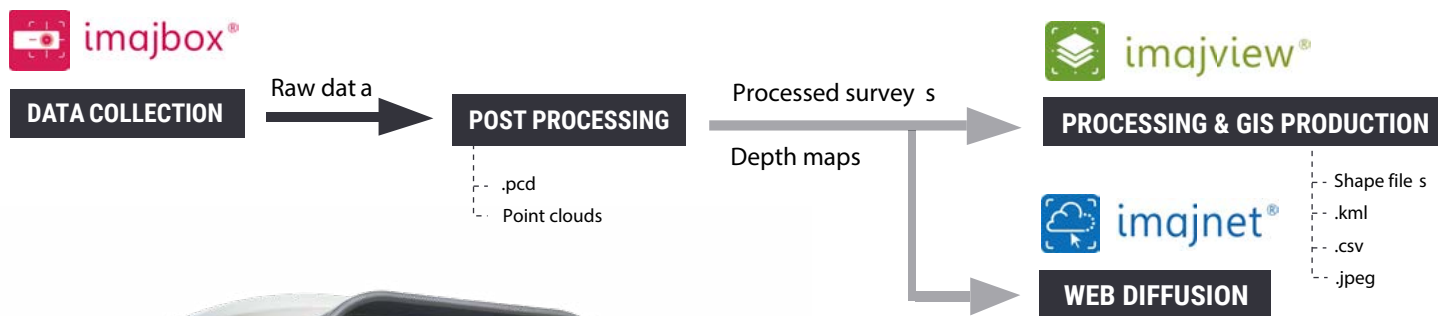 imajbox®
DATA COLLECTION
Raw dat a
POST PROCESSING
.pcd
Point clouds
Processed survey s
Depth maps
imajview®
PROCESSING & GIS PRODUCTION
Shape file s
.kml
.csv
.jpeg
imajnet®
WEB DIFFUSION